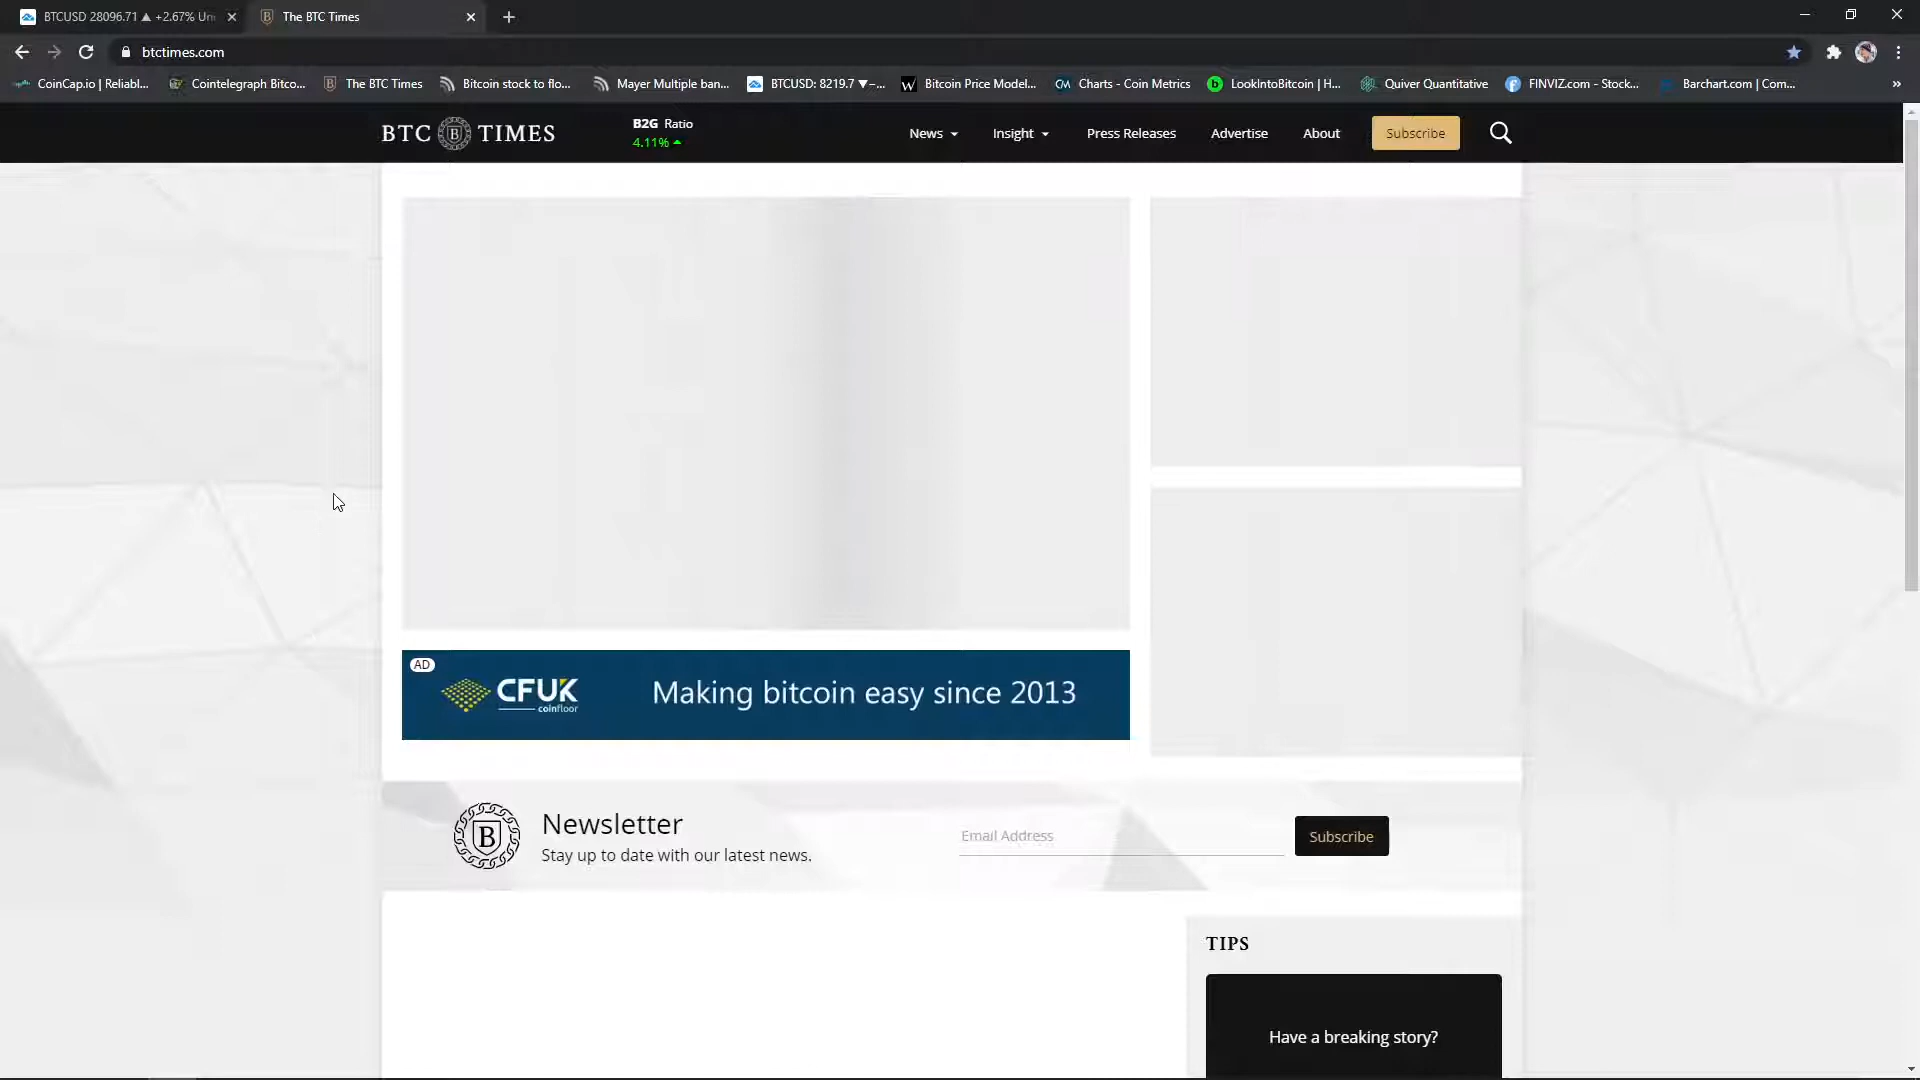 BTCUSD 28096.71 ▲ +2.67% Un
The BTC Times
btctimes.com
CoinCap.io | Reliabl...
Cointelegraph Bitco...
The BTC Times
Bitcoin stock to flo...
Mayer Multiple ban...
BTCUSD: 8219.7 ▼−...
Bitcoin Price Model...
Charts - Coin Metrics
LookIntoBitcoin | H...
Quiver Quantitative
FINVIZ.com - Stock...
Barchart.com | Com...
BTC B TIMES
B2G Ratio
4.11%
News
Insight
Press Releases
Advertise
About
Subscribe
AD
CFUK
coinfloor
Making bitcoin easy since 2013
B
Newsletter
Stay up to date with our latest news.
Email Address
Subscribe
TIPS
Have a breaking story?